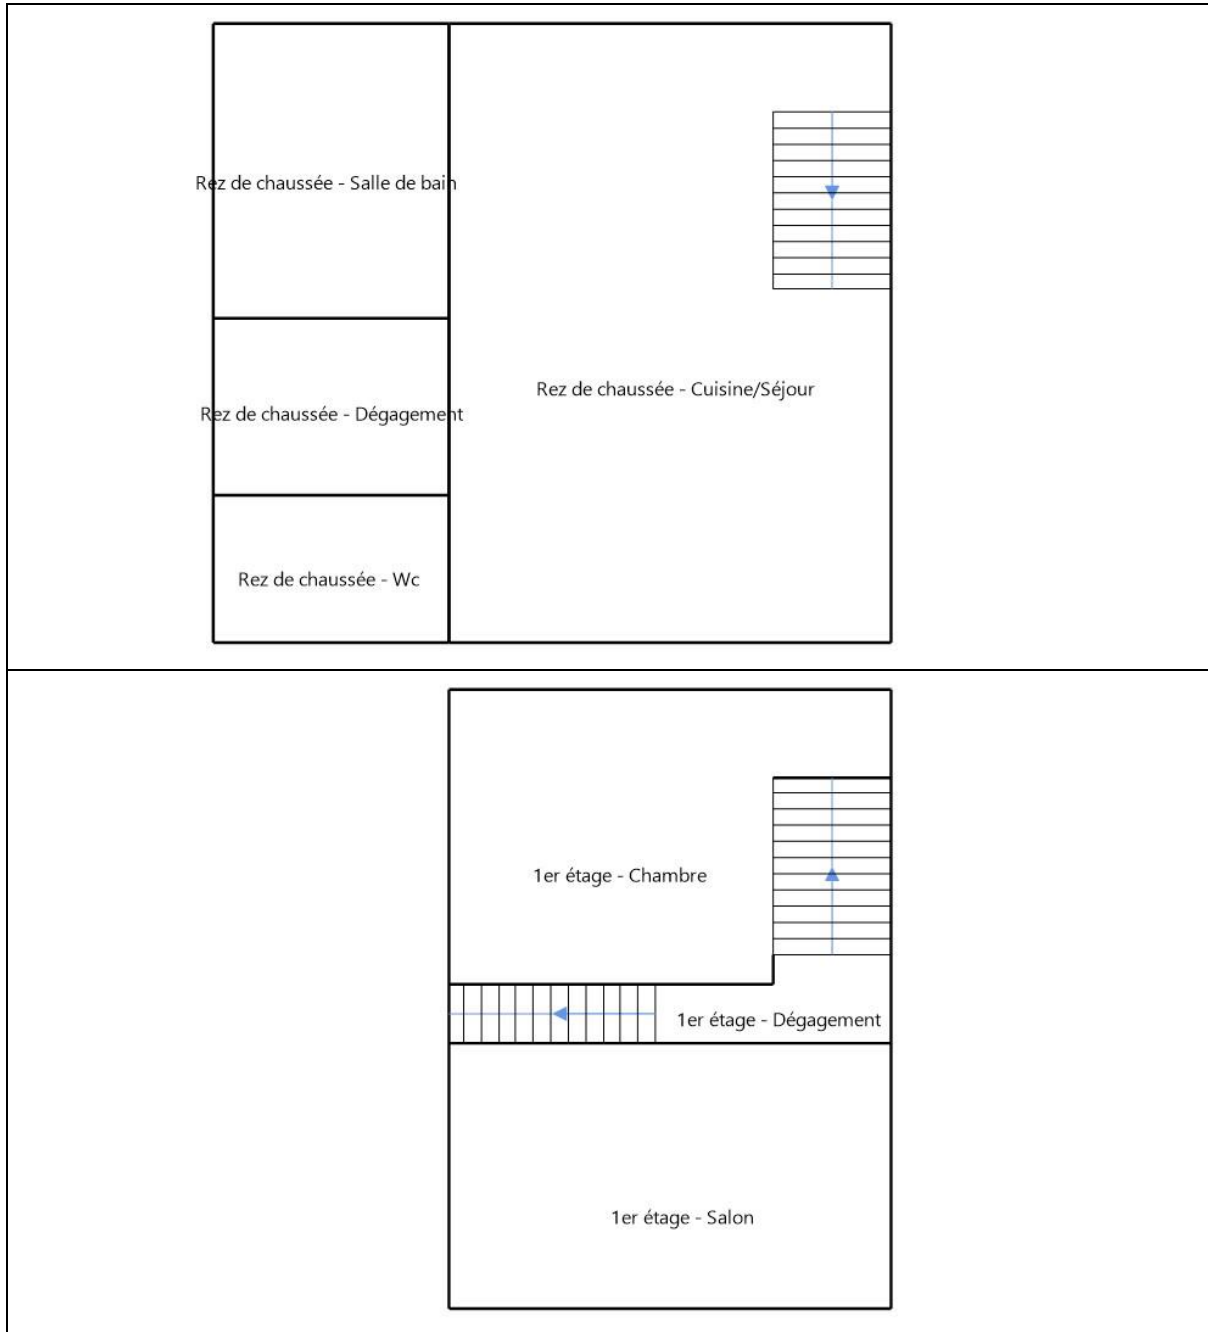 Rez de chaussée - Salle de bain
Rez de chaussée - Cuisine/Séjour
Rez de chaussée - Dégagement
Rez de chaussée - Wc
1er étage - Chambre
1er étage - Dégagement
1er étage - Salon